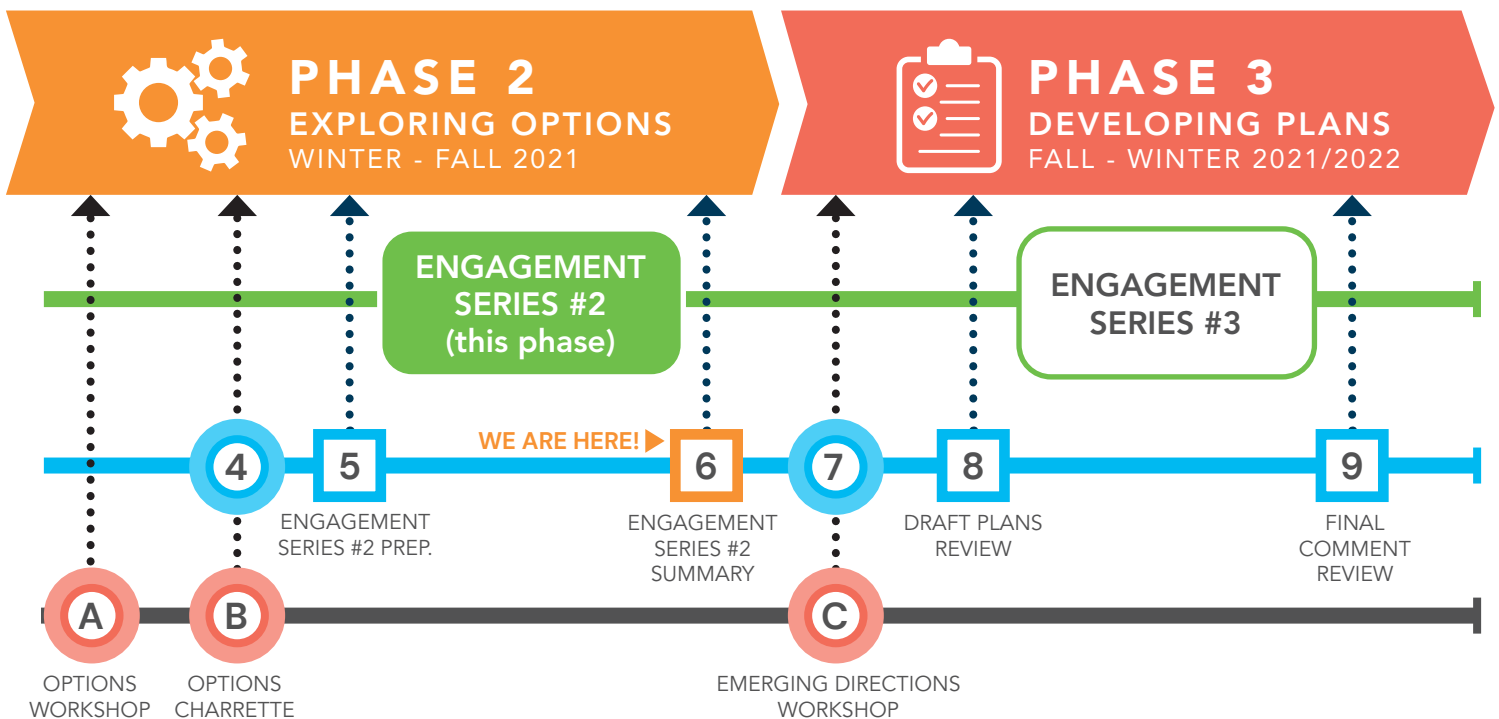 PHASE 2
EXPLORING OPTIONS
WINTER - FALL 2021
PHASE 3
DEVELOPING PLANS
FALL - WINTER 2021/2022
ENGAGEMENT
SERIES #2
(this phase)
ENGAGEMENT
SERIES #3
WE ARE HERE!
4
5
6
7
8
9
ENGAGEMENT
SERIES #2 PREP.
ENGAGEMENT
SERIES #2
SUMMARY
DRAFT PLANS
REVIEW
FINAL
COMMENT
REVIEW
A
B
C
OPTIONS
WORKSHOP
OPTIONS
CHARRETTE
EMERGING DIRECTIONS
WORKSHOP